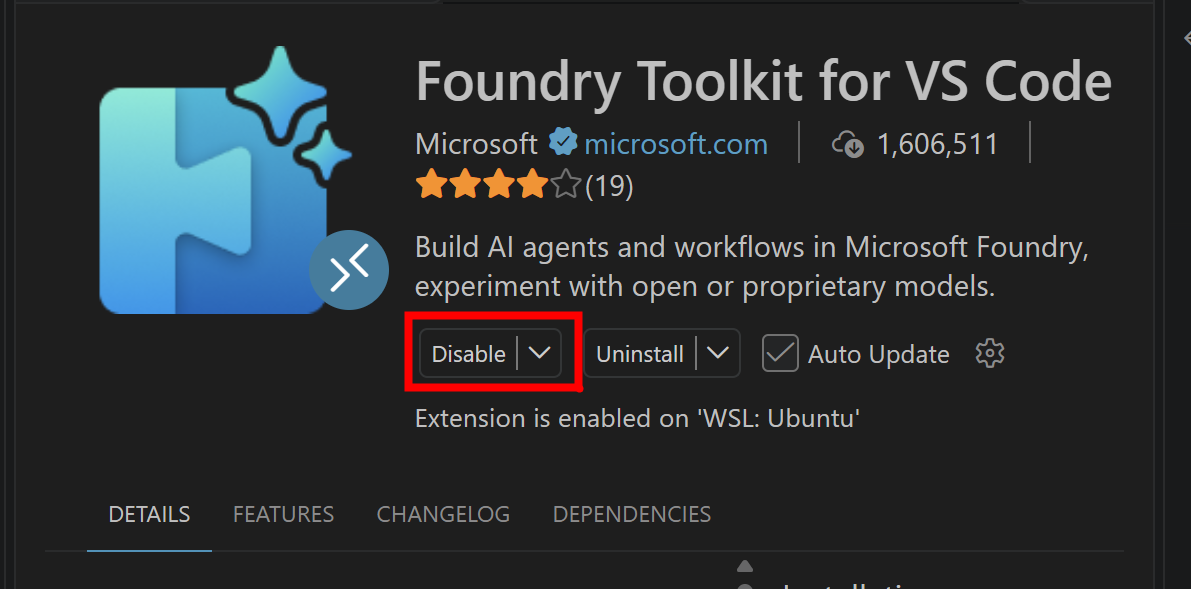 Foundry Toolkit for VS Code
Microsoft microsoft.com 1,606,511
(19)
Build AI agents and workflows in Microsoft Foundry,
experiment with open or proprietary models.
Disable Uninstall Auto Update
Extension is enabled on 'WSL: Ubuntu'
DETAILS FEATURES CHANGELOG DEPENDENCIES